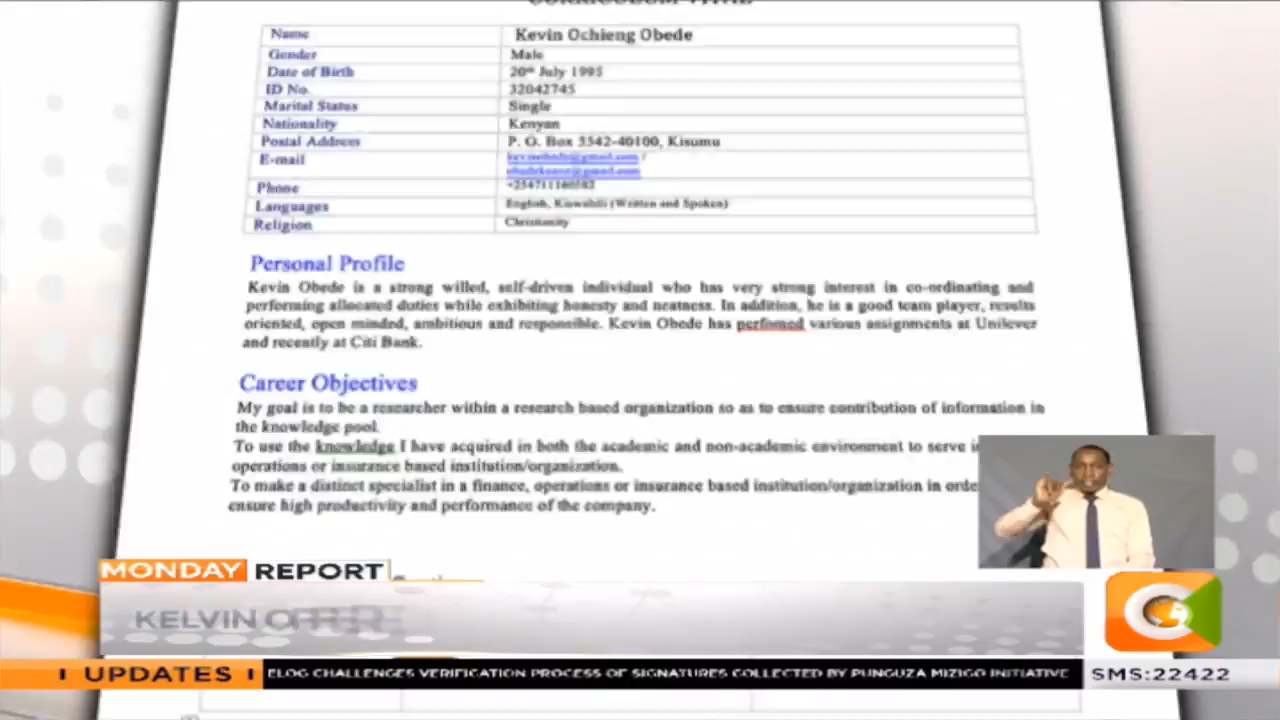 Name Kevin Ochieng Obede
Gender Male
Date of Birth 20th July 1995
ID No. 32042745
Marital Status Single
Nationality Kenyan
Postal Address P. O. Box 3542-40100, Kisumu
E-mail
Phone
Languages English, Kiswahili (Written and Spoken)
Religion Christianity
Personal Profile
Kevin Obede is a strong willed, self-driven individual who has very strong interest in co-ordinating and
performing allocated duties while exhibiting honesty and neatness. In addition, he is a good team player, results
oriented, open minded, ambitious and responsible. Kevin Obede has perfomed various assignments at Unilever
and recently at Citi Bank.
Career Objectives
My goal is to be a researcher within a research based organization so as to ensure contribution of information in
the knowledge pool.
To use the knowledge I have acquired in both the academic and non-academic environment to serve
operations or insurance based institution/organization.
To make a distinct specialist in a finance, operations or insurance based institution/organization in
ensure high productivity and performance of the company.
MONDAY REPORT
KELVIN
UPDATES ELOG CHALLENGES VERIFICATION PROCESS OF SIGNATURES COLLECTED BY PUNGUZA MIZIGO INITIATIVE SMS:22422